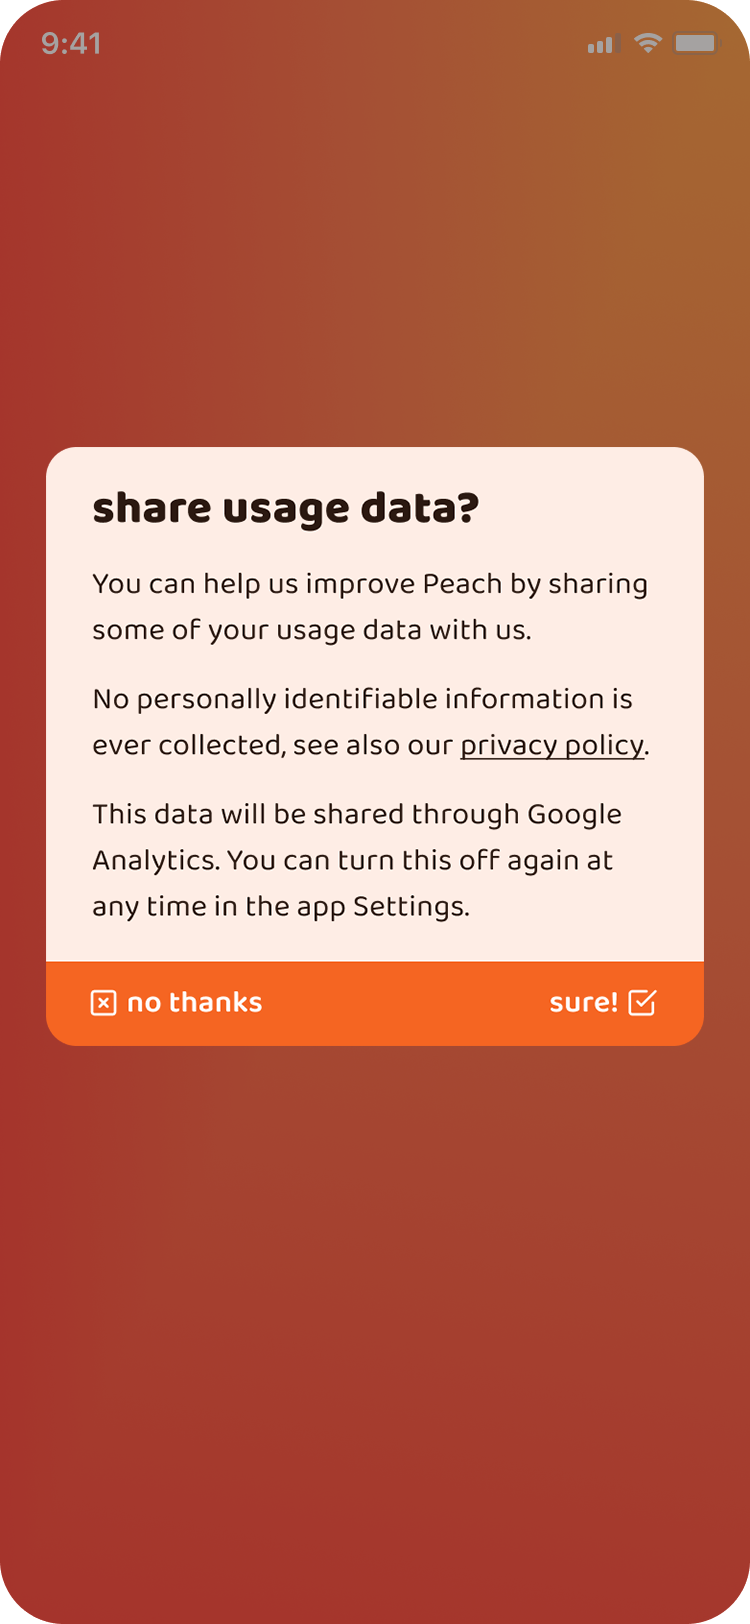 9:41
share usage data?
You can help us improve Peach by sharing
some of your usage data with us.
No personally identifiable information is
ever collected, see also our privacy policy.
This data will be shared through Google
Analytics. You can turn this off again at
any time in the app Settings.
no thanks
sure!